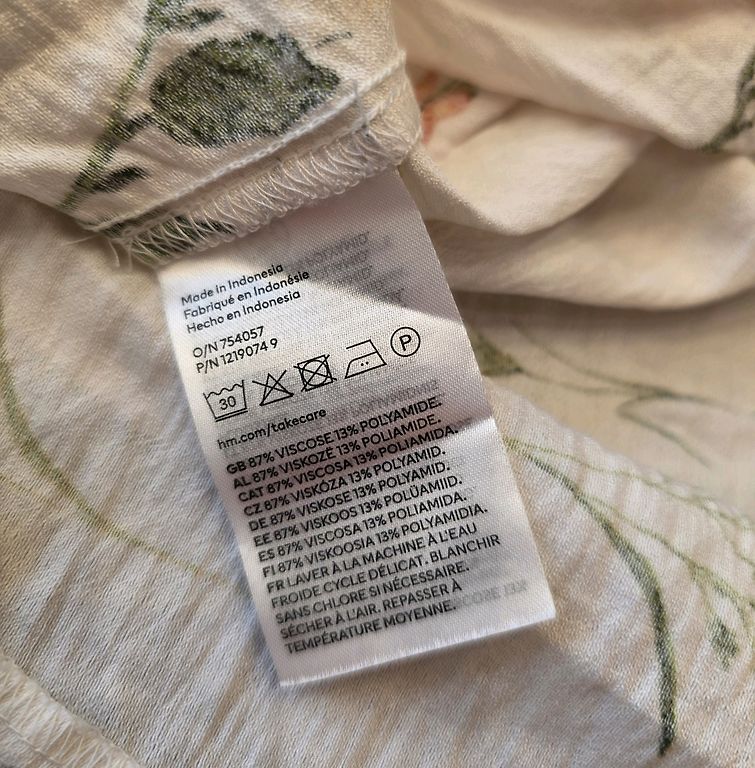 Made in Indonesia
Fabriqué en Indonésie
Hecho en Indonesia
O/N 754057
P/N 1219074 9
30
P
hm.com/takecare
GB 87% VISCOSE 13% POLYAMIDE.
AL 87% VISKOZË 13% POLIAMIDE.
CAT 87% VISCOSA 13% POLIAMIDA.
CZ 87% VISKÓZA 13% POLYAMID.
DE 87% VISKOSE 13% POLYAMID.
EE 87% VISKOOS 13% POLÜAMIID.
ES 87% VISCOSA 13% POLIAMIDA.
FI 87% VISKOOSIA 13% POLYAMIDIA.
FR LAVER À LA MACHINE À L'EAU
FROIDE CYCLE DÉLICAT. BLANCHIR
SANS CHLORE SI NÉCESSAIRE.
SÉCHER À L'AIR. REPASSER À
TEMPÉRATURE MOYENNE.